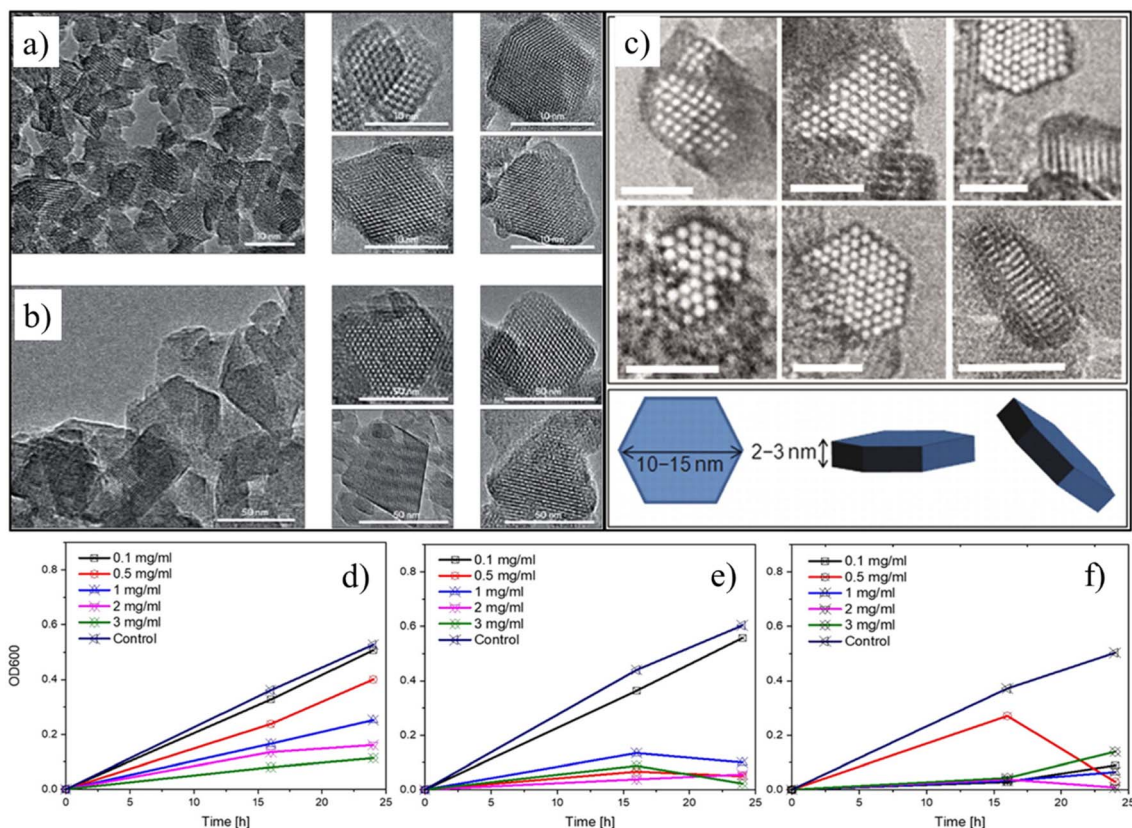 a)
10 nm
10 nm
10 nm
10 nm
10 nm
b)
50 nm
50 nm
50 nm
50 nm
50 nm
c)
10–15 nm
2–3 nm
d)
0.1 mg/ml
0.5 mg/ml
1 mg/ml
2 mg/ml
3 mg/ml
Control
OD600
0.8
0.6
0.4
0.2
0.0
0 5 10 15 20 25
Time [h]
e)
0.1 mg/ml
0.5 mg/ml
1 mg/ml
2 mg/ml
3 mg/ml
Control
0.8
0.6
0.4
0.2
0.0
0 5 10 15 20 25
Time [h]
f)
0.1 mg/ml
0.5 mg/ml
1 mg/ml
2 mg/ml
3 mg/ml
Control
0.8
0.6
0.4
0.2
0.0
0 5 10 15 20 25
Time [h]